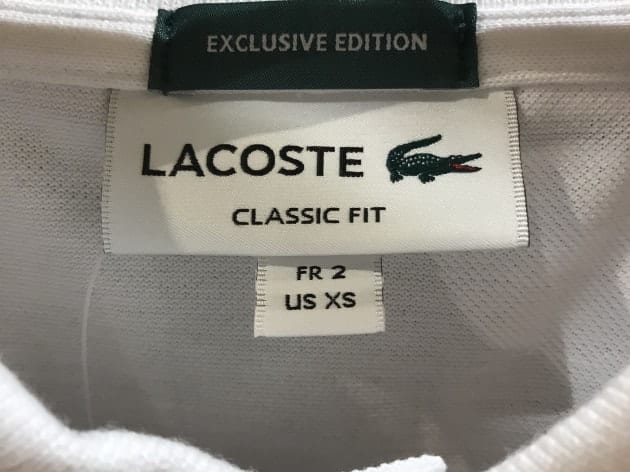 EXCLUSIVE EDITION
LACOSTE
CLASSIC FIT
FR 2
US XS